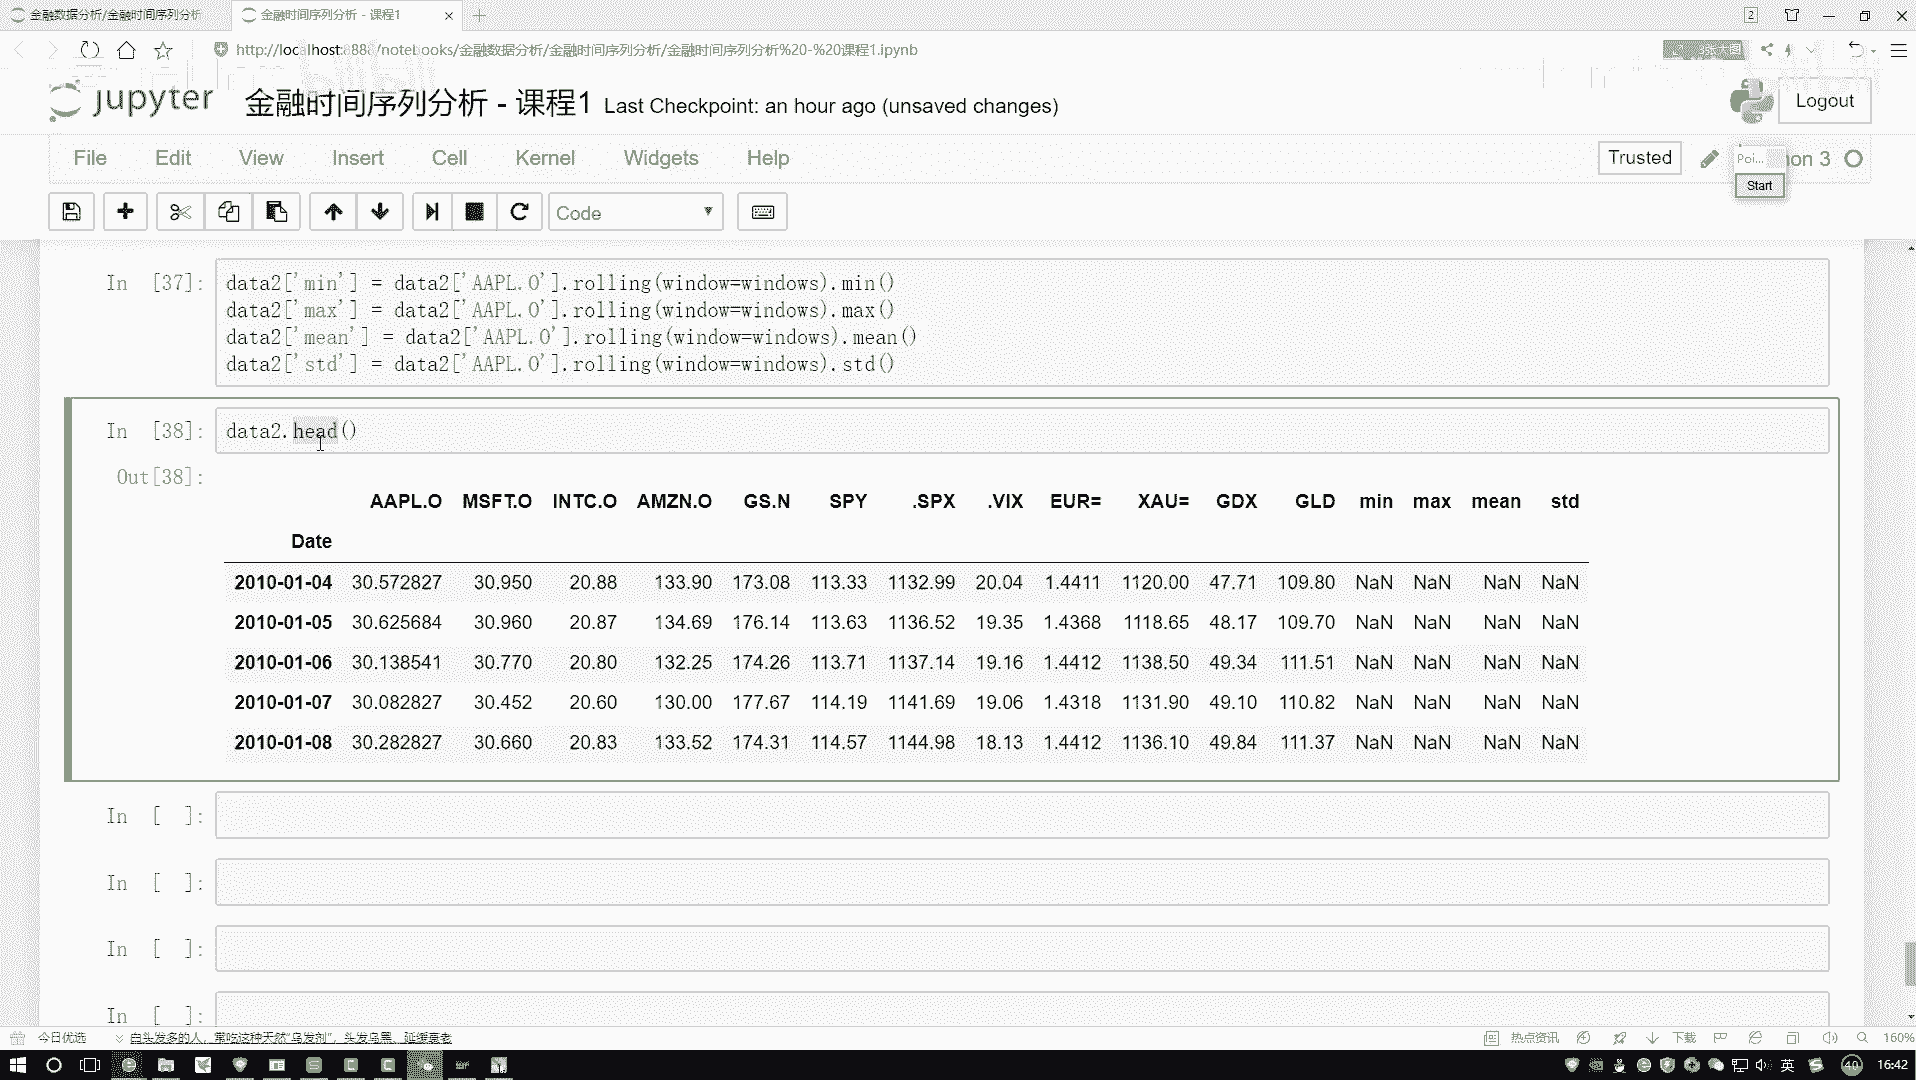 金融数据分析/金融时间序列分析
金融时间序列分析 - 课程1
2
http://localhost:8888/notebooks/金融数据分析/金融时间序列分析/金融时间序列分析%20-%20课程1.ipynb
3张大图
jupyter 金融时间序列分析 - 课程1 Last Checkpoint: an hour ago (unsaved changes)
Logout
File Edit View Insert Cell Kernel Widgets Help
Trusted
Poi...
on 3
Start
Code
In [37]:
data2['min'] = data2['AAPL.O'].rolling(window=windows).min()
data2['max'] = data2['AAPL.O'].rolling(window=windows).max()
data2['mean'] = data2['AAPL.O'].rolling(window=windows).mean()
data2['std'] = data2['AAPL.O'].rolling(window=windows).std()
In [38]: data2.head()
Out[38]:
AAPL.O MSFT.O INTC.O AMZN.O GS.N SPY .SPX .VIX EUR= XAU= GDX GLD min max mean std
Date
2010-01-04 30.572827 30.950 20.88 133.90 173.08 113.33 1132.99 20.04 1.4411 1120.00 47.71 109.80 NaN NaN NaN NaN
2010-01-05 30.625684 30.960 20.87 134.69 176.14 113.63 1136.52 19.35 1.4368 1118.65 48.17 109.70 NaN NaN NaN NaN
2010-01-06 30.138541 30.770 20.80 132.25 174.26 113.71 1137.14 19.16 1.4412 1138.50 49.34 111.51 NaN NaN NaN NaN
2010-01-07 30.082827 30.452 20.60 130.00 177.67 114.19 1141.69 19.06 1.4318 1131.90 49.10 110.82 NaN NaN NaN NaN
2010-01-08 30.282827 30.660 20.83 133.52 174.31 114.57 1144.98 18.13 1.4412 1136.10 49.84 111.37 NaN NaN NaN NaN
In [ ]:
In [ ]:
In [ ]:
In [ ]:
今日优选
白头发多的人，常吃这种天然"乌发剂"，头发乌黑、延缓衰老
热点资讯
下载
160%
英
40
16:42